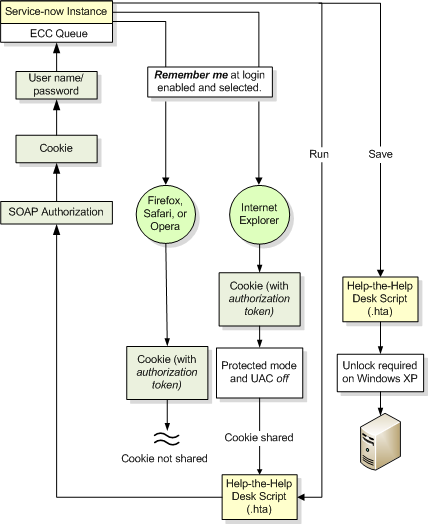 Service-now Instance
ECC Queue
User name/
password
Remember me at login
enabled and selected.
Cookie
Run
Save
SOAP Authorization
Firefox,
Safari, or
Opera
Internet
Explorer
Cookie (with
authorization
token)
Help-the-Help
Desk Script
(.hta)
Cookie (with
authorization
token)
Protected mode
and UAC off
Unlock required
on Windows XP
Cookie not shared
Cookie shared
Help-the-Help
Desk Script
(.hta)